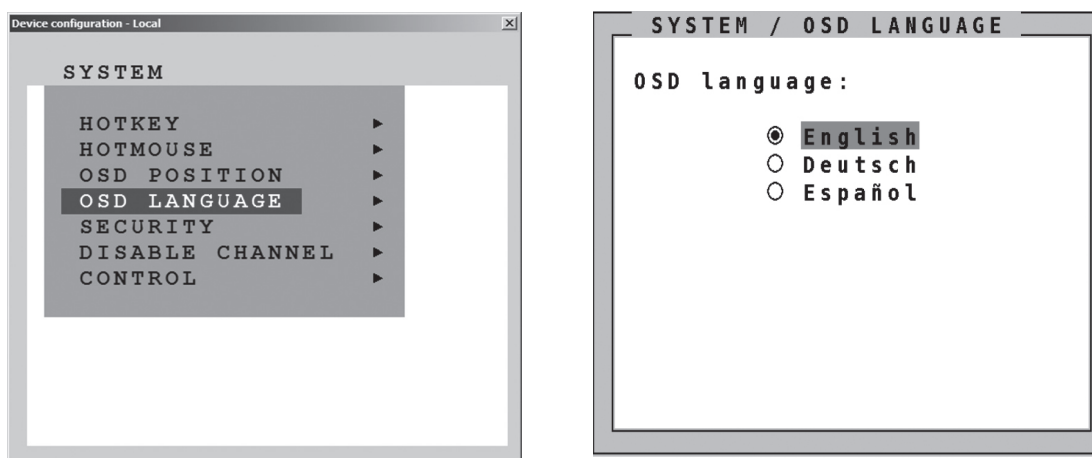 Device configuration - Local
SYSTEM
HOTKEY
HOTMOUSE
OSD POSITION
OSD LANGUAGE
SECURITY
DISABLE CHANNEL
CONTROL
SYSTEM / OSD LANGUAGE
OSD language:
English
Deutsch
Español